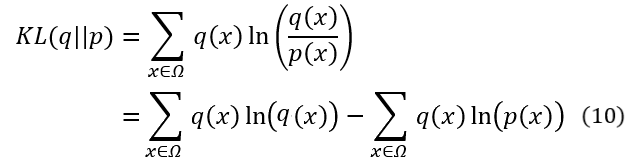 KL(q||p) = ∑_{x∈Ω} q(x) ln(q(x)/p(x))
= ∑_{x∈Ω} q(x) ln(q(x)) − ∑_{x∈Ω} q(x) ln(p(x)) (10)